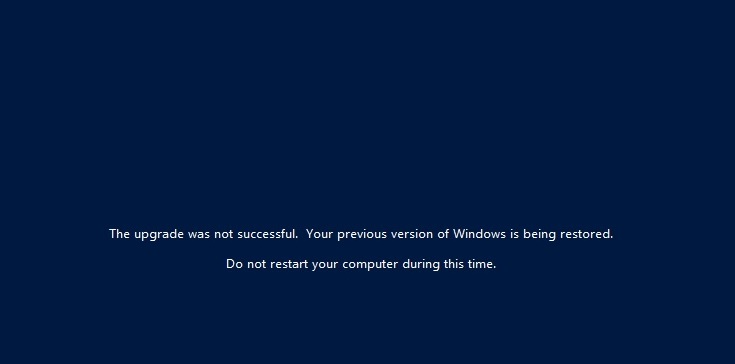 The upgrade was not successful.  Your previous version of Windows is being restored.
Do not restart your computer during this time.